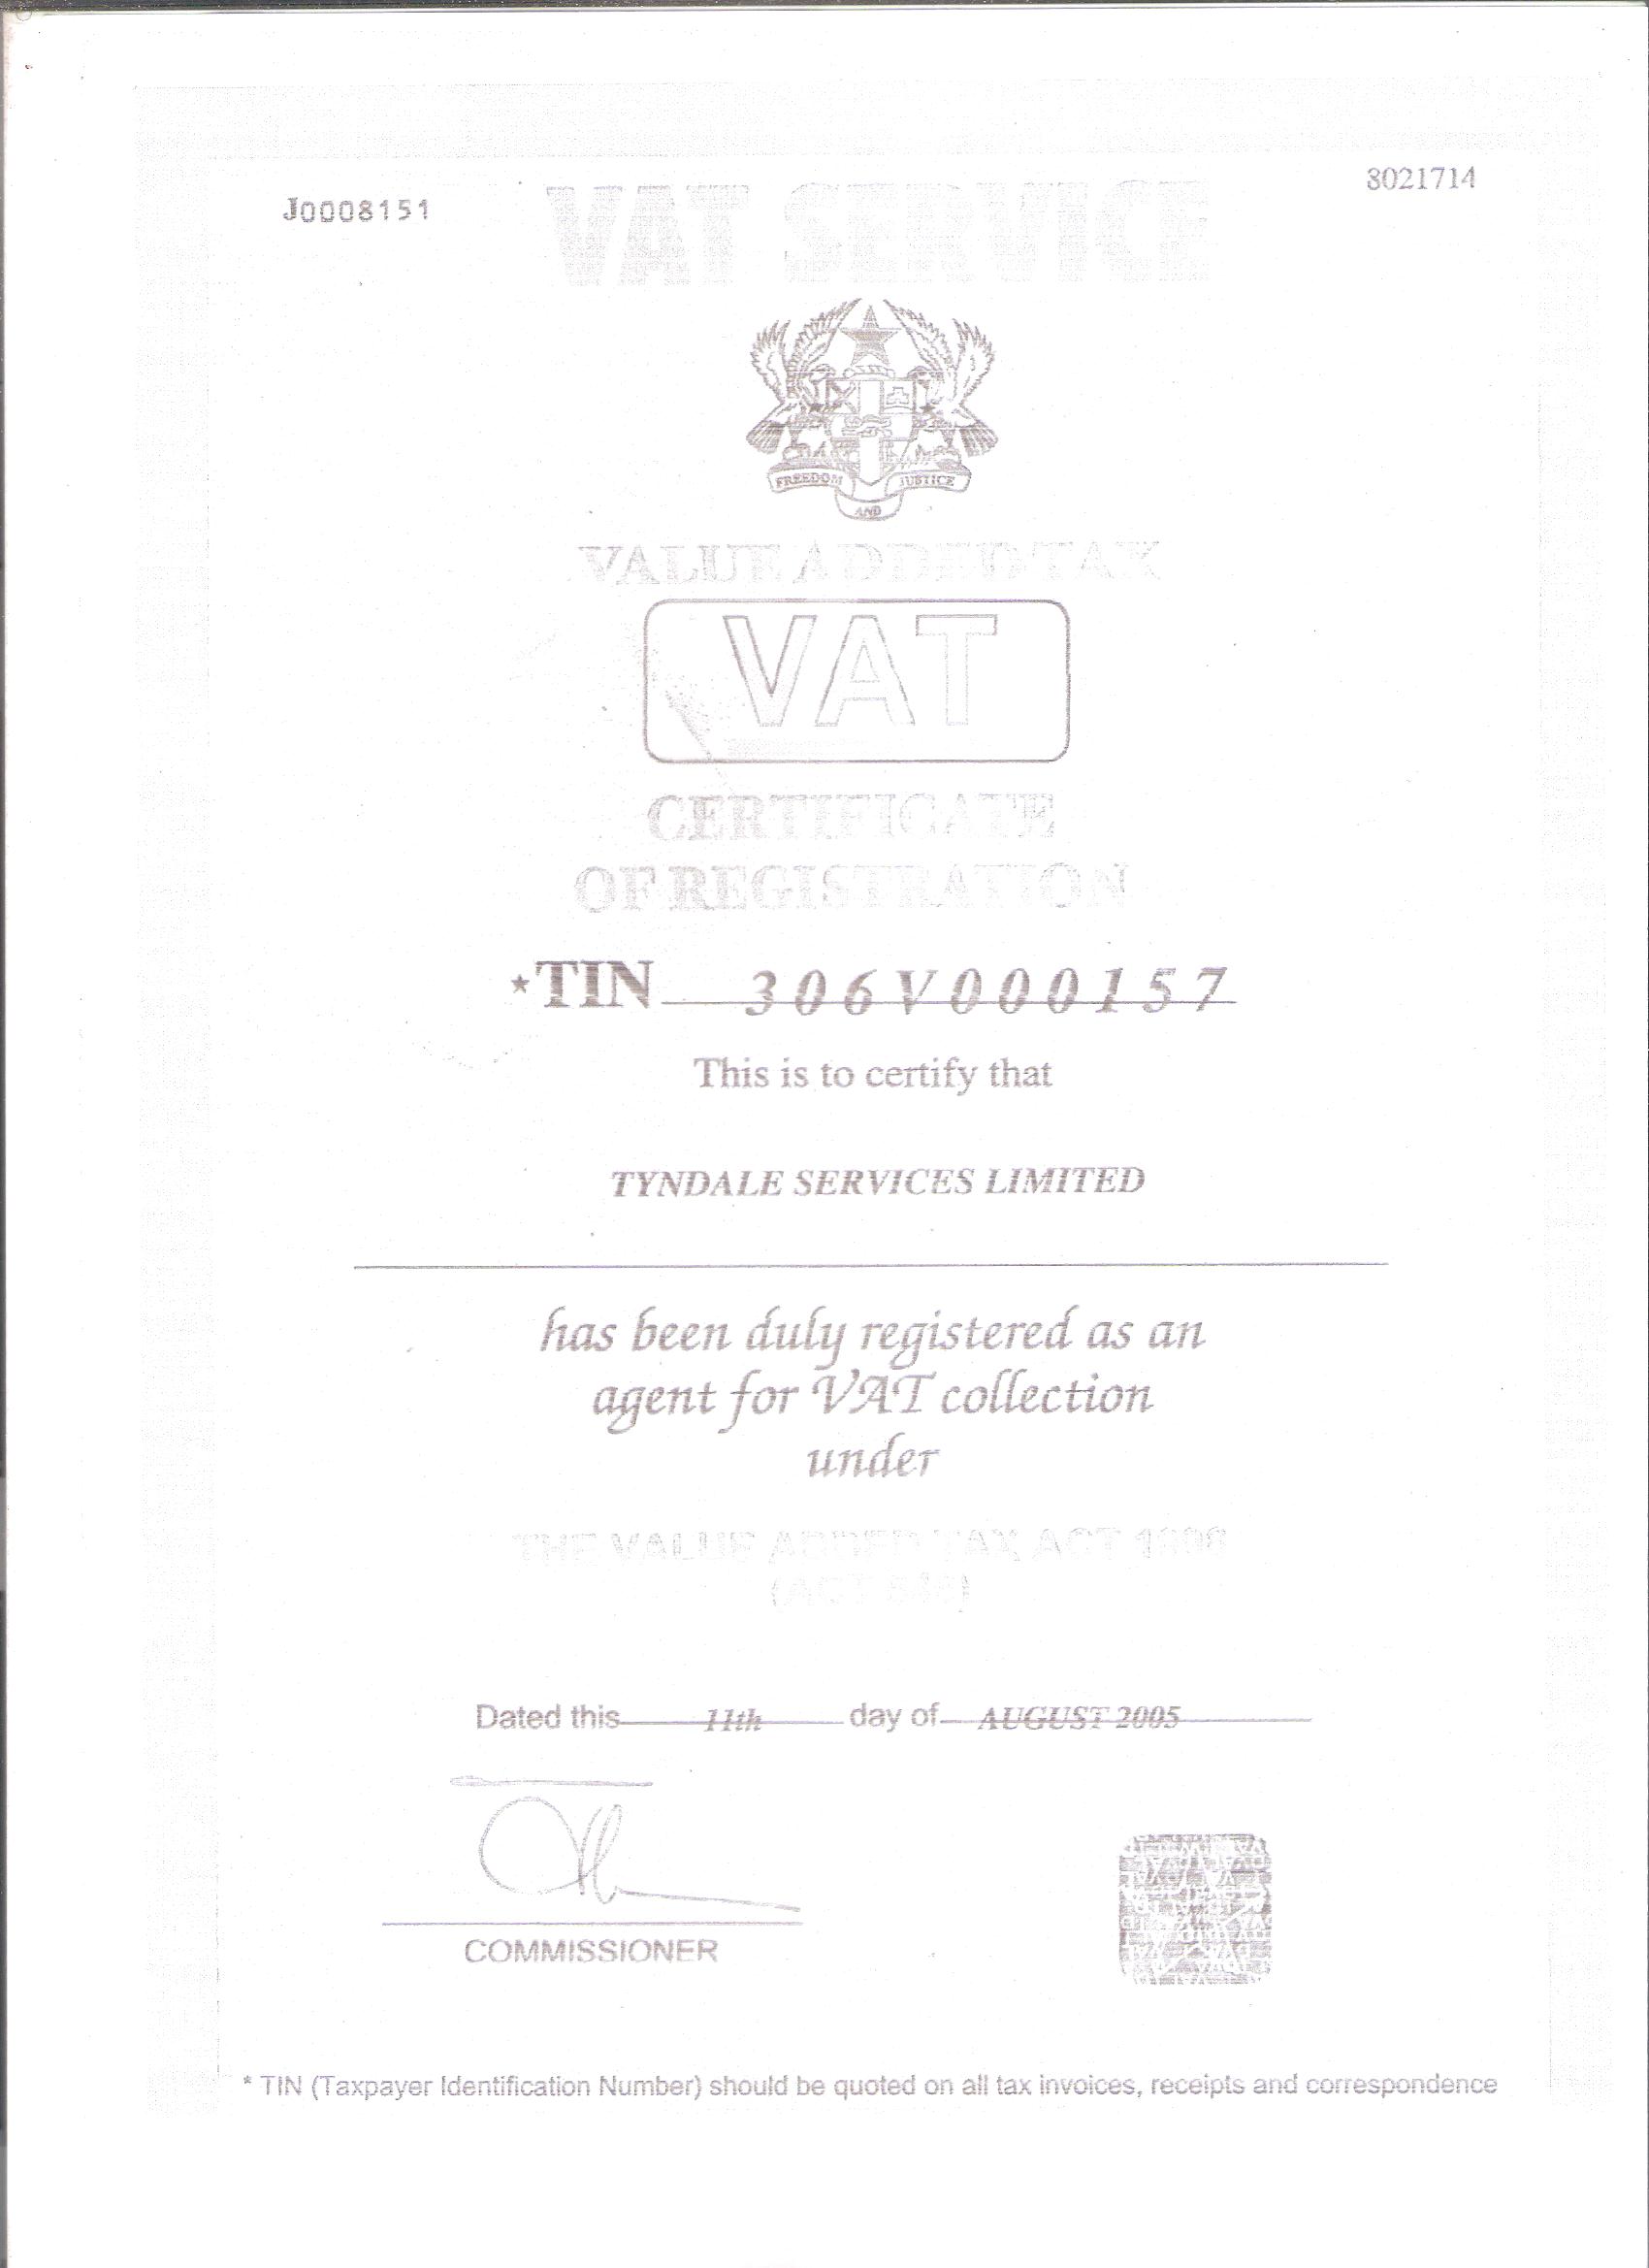 J0008151
8021714
VAT SERVICE
FREEDOM JUSTICE
AND
VALUE ADDED TAX
VAT
CERTIFICATE
OF REGISTRATION
*TIN 306V000157
This is to certify that
TYNDALE SERVICES LIMITED
has been duly registered as an
agent for VAT collection
under
THE VALUE ADDED TAX ACT
(ACT
Dated this 11th day of AUGUST 2005
COMMISSIONER
* TIN (Taxpayer Identification Number) should be quoted on all tax invoices, receipts and correspondence